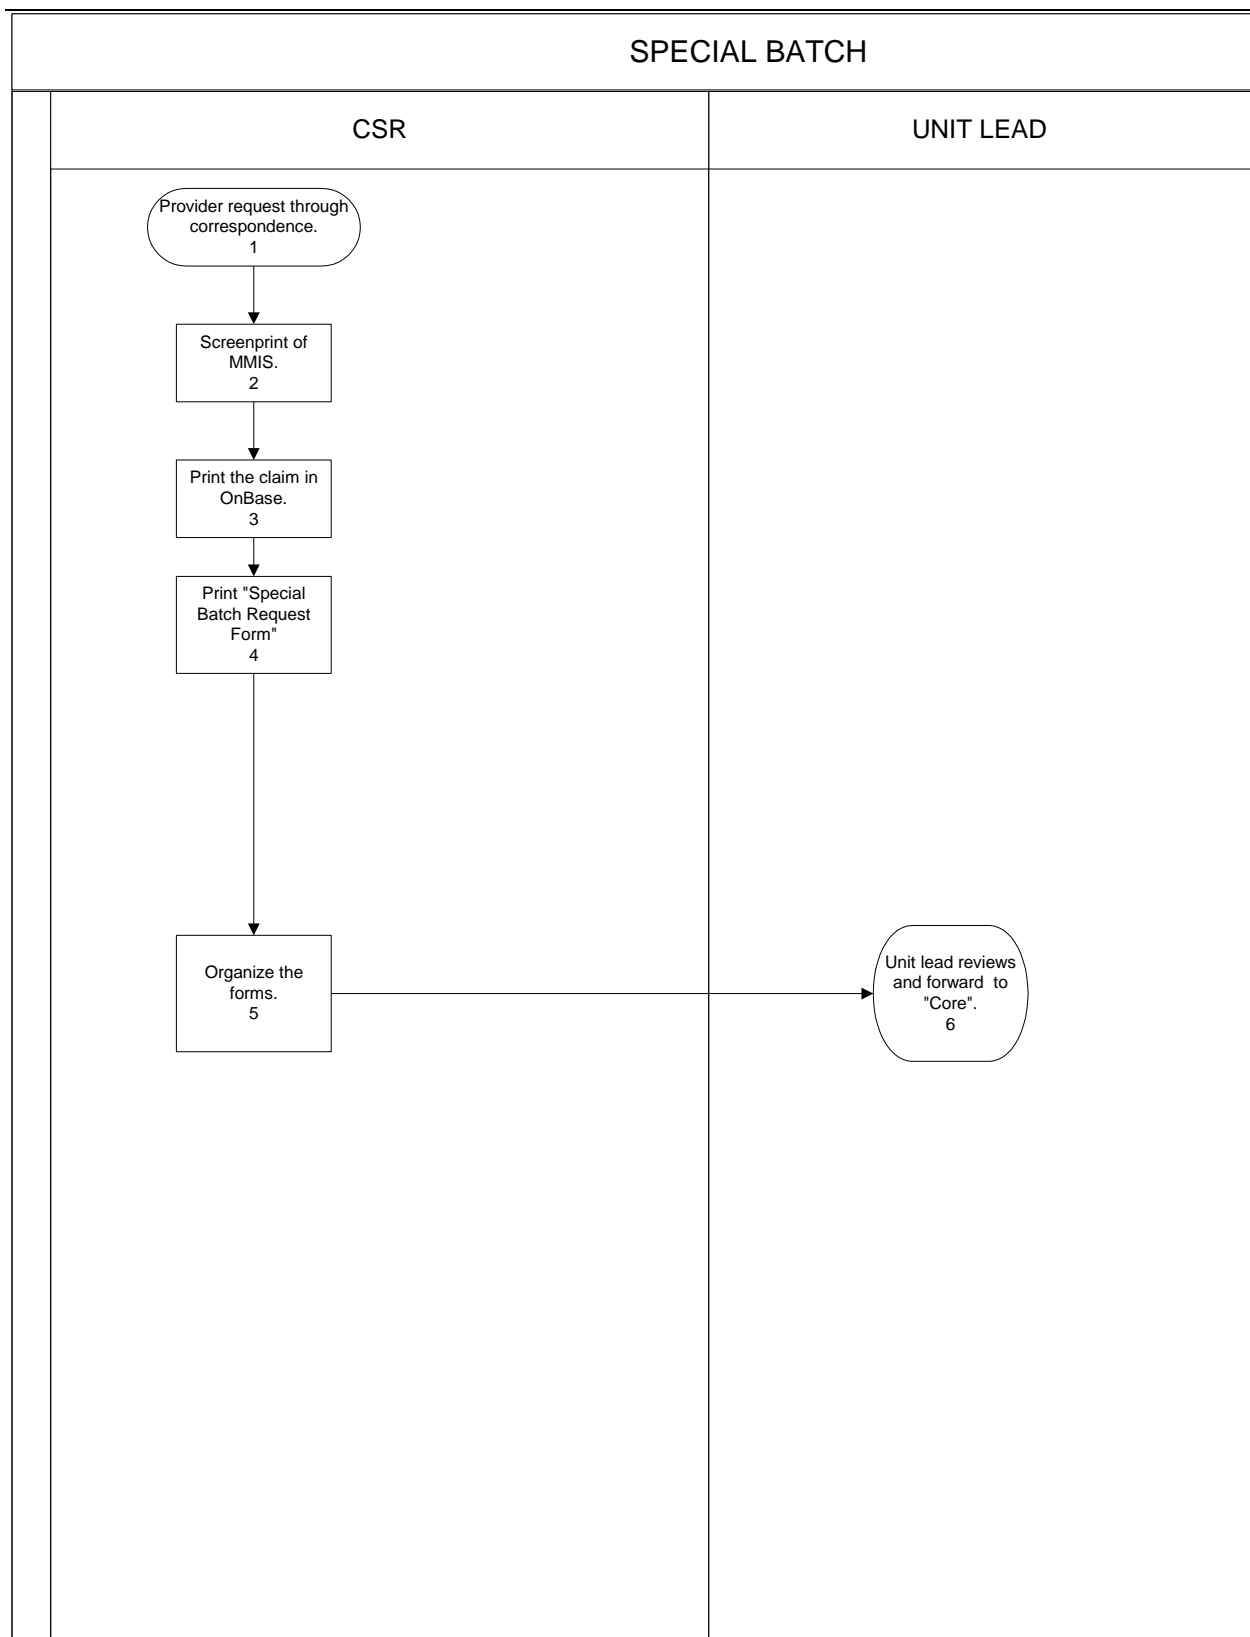 SPECIAL BATCH
CSR
UNIT LEAD
Provider request through
correspondence.
1
Screenprint of
MMIS.
2
Print the claim in
OnBase.
3
Print "Special
Batch Request
Form"
4
Organize the
forms.
5
Unit lead reviews
and forward  to
"Core".
6